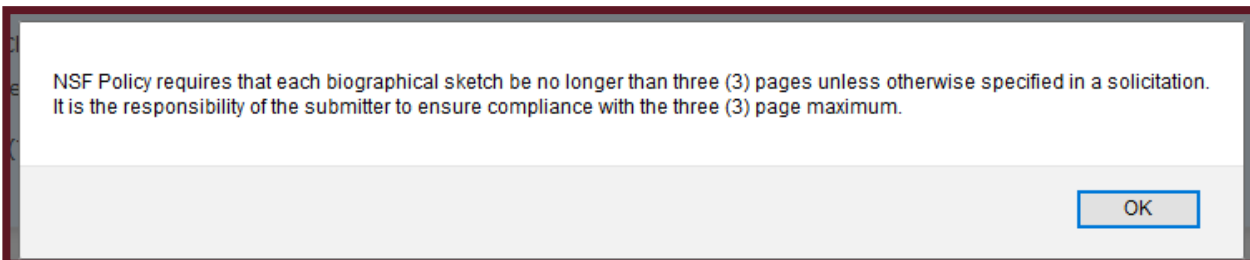 NSF Policy requires that each biographical sketch be no longer than three (3) pages unless otherwise specified in a solicitation.
It is the responsibility of the submitter to ensure compliance with the three (3) page maximum.
OK